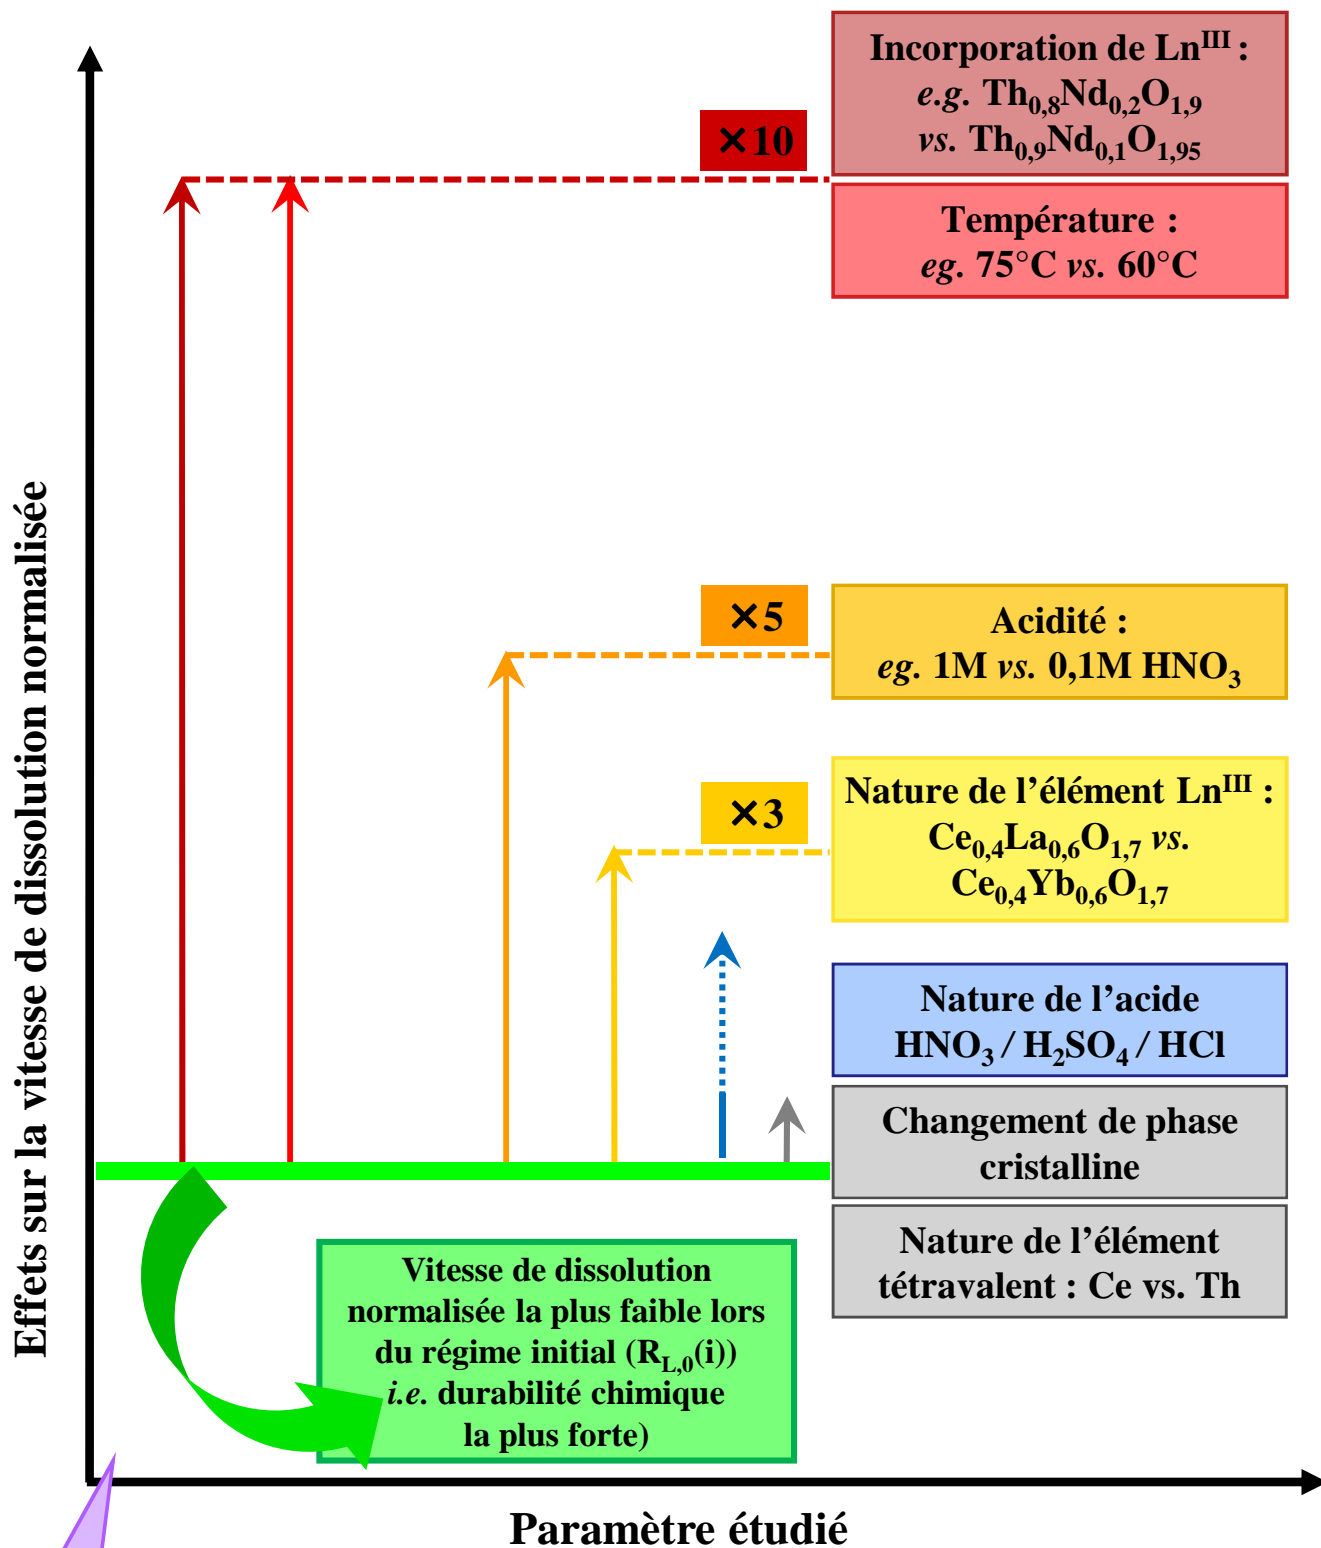 Incorporation de Ln^III :
e.g. Th0,8Nd0,2O1,9
vs. Th0,9Nd0,1O1,95
×10
Température :
eg. 75°C vs. 60°C
×5
Acidité :
eg. 1M vs. 0,1M HNO3
×3
Nature de l’élément Ln^III :
Ce0,4La0,6O1,7 vs.
Ce0,4Yb0,6O1,7
Nature de l’acide
HNO3 / H2SO4 / HCl
Changement de phase
cristalline
Nature de l’élément
tétravalent : Ce vs. Th
Vitesse de dissolution
normalisée la plus faible lors
du régime initial (RL,0(i))
i.e. durabilité chimique
la plus forte)
Effets sur la vitesse de dissolution normalisée
Paramètre étudié